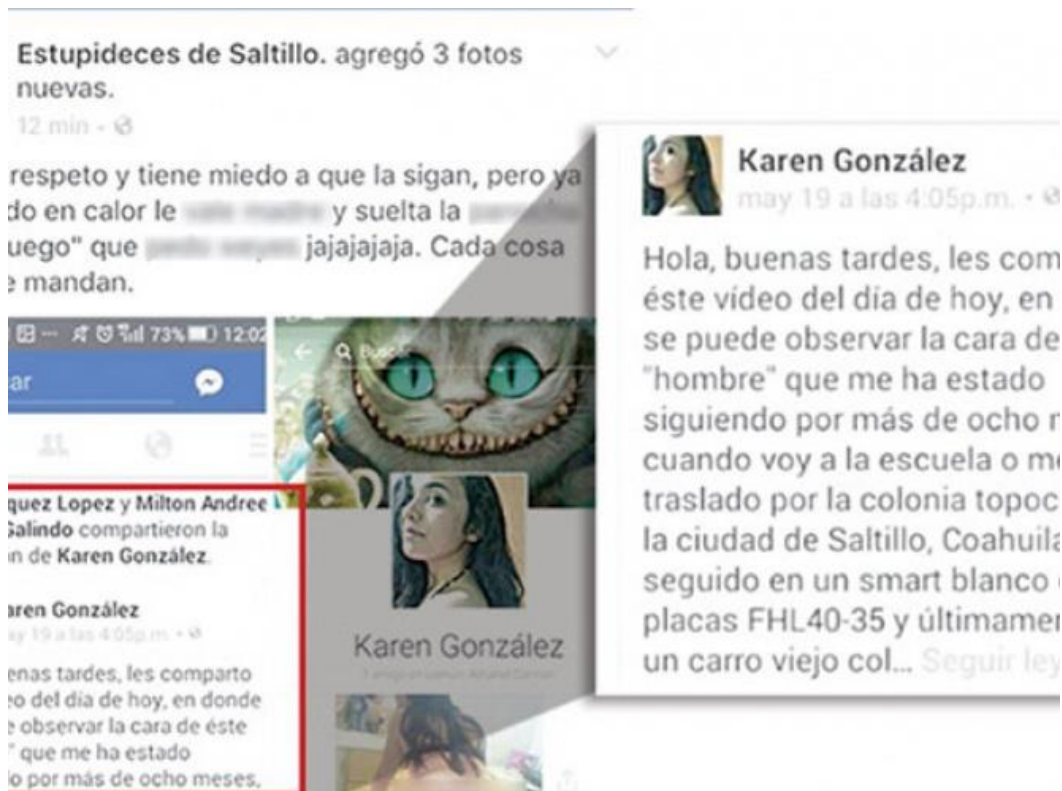 Estupideces de Saltillo. agregó 3 fotos
nuevas.
12 min
respeto y tiene miedo a que la sigan, pero ya
do en calor le y suelta la
uego" que jajajajaja. Cada cosa
e mandan.
73% 12:02
ar
Busc
quez Lopez y Milton Andree
Galindo compartieron la
n de Karen González.
aren González
ay 19 a las 4:05p.m.
enas tardes, les comparto
eo del día de hoy, en donde
e observar la cara de éste
" que me ha estado
o por más de ocho meses,
Karen González
Karen González
may 19 a las 4:05p.m.
Hola, buenas tardes, les com
éste vídeo del día de hoy, en
se puede observar la cara de
"hombre" que me ha estado
siguiendo por más de ocho m
cuando voy a la escuela o me
traslado por la colonia topoc
la ciudad de Saltillo, Coahuila
seguido en un smart blanco
placas FHL40-35 y últimamen
un carro viejo col... Seguir ley